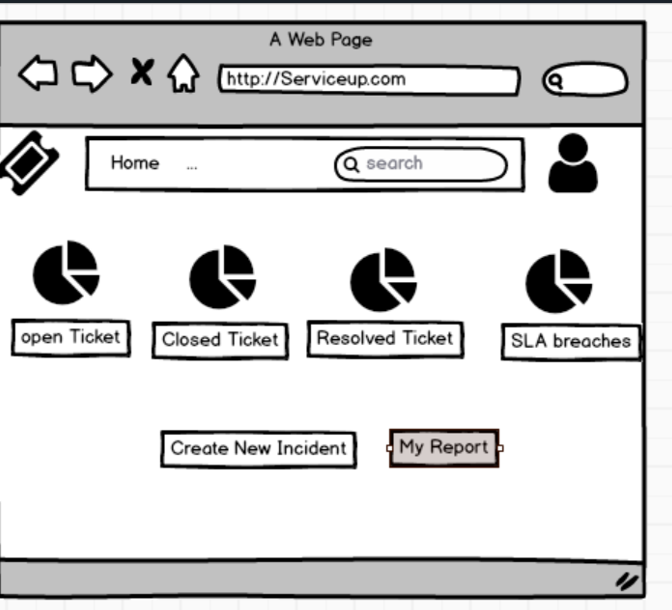 A Web Page
http://Serviceup.com
Home ... search
open Ticket Closed Ticket Resolved Ticket SLA breaches
Create New Incident My Report